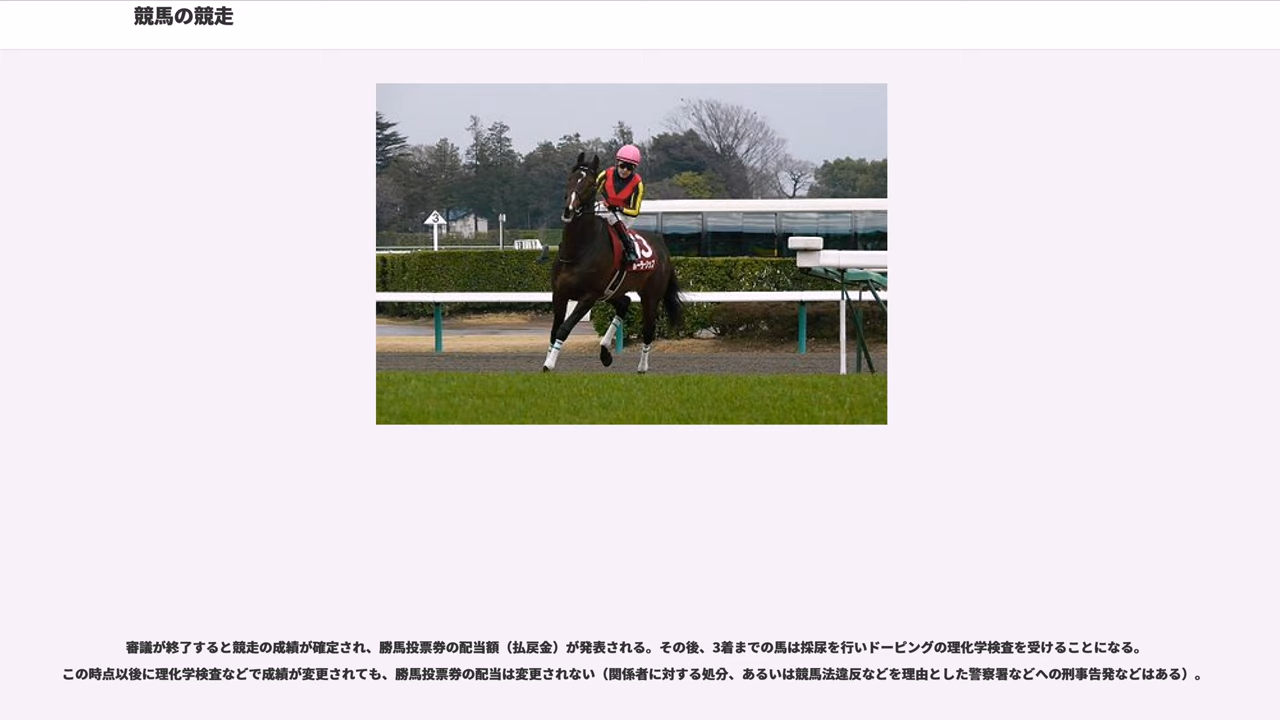 競馬の競走
3
13
審議が終了すると競走の成績が確定され、勝馬投票券の配当額（払戻金）が発表される。その後、3着までの馬は採尿を行いドーピングの理化学検査を受けることになる。
この時点以後に理化学検査などで成績が変更されても、勝馬投票券の配当は変更されない（関係者に対する処分、あるいは競馬法違反などを理由とした警察署などへの刑事告発などはある）。